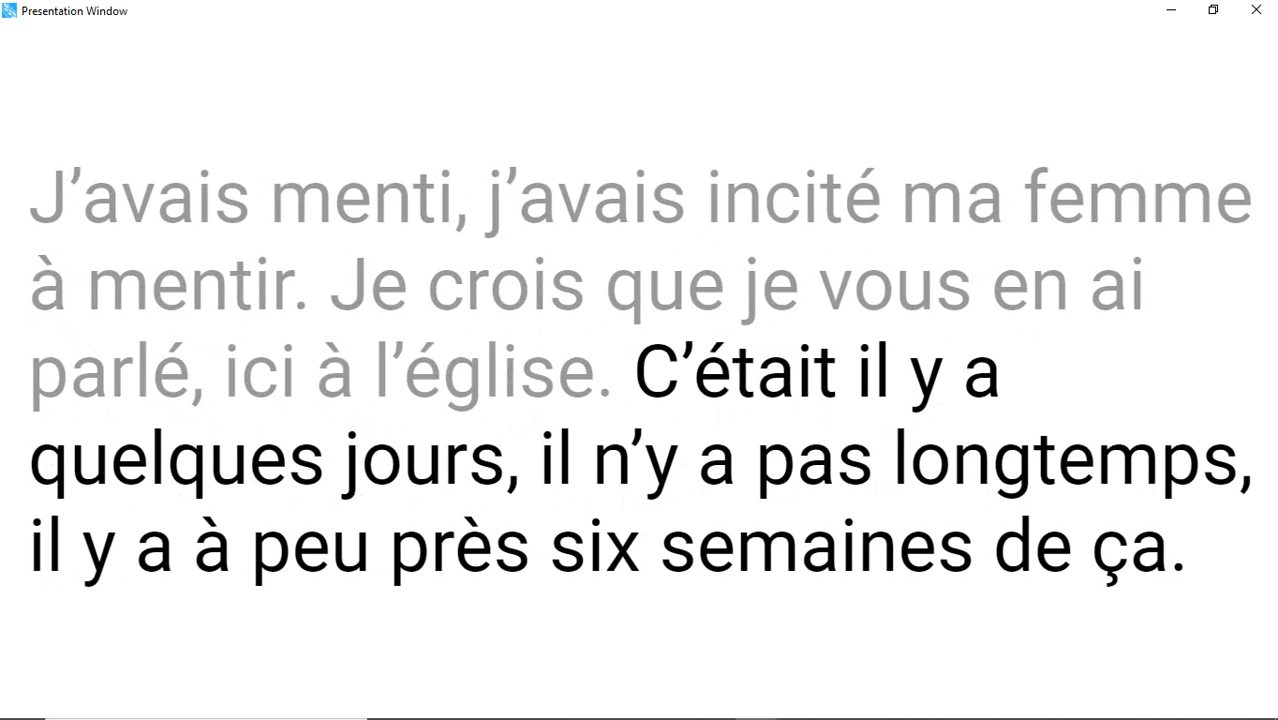 Presentation Window
J’avais menti, j’avais incité ma femme
à mentir. Je crois que je vous en ai
parlé, ici à l’église. C’était il y a
quelques jours, il n’y a pas longtemps,
il y a à peu près six semaines de ça.